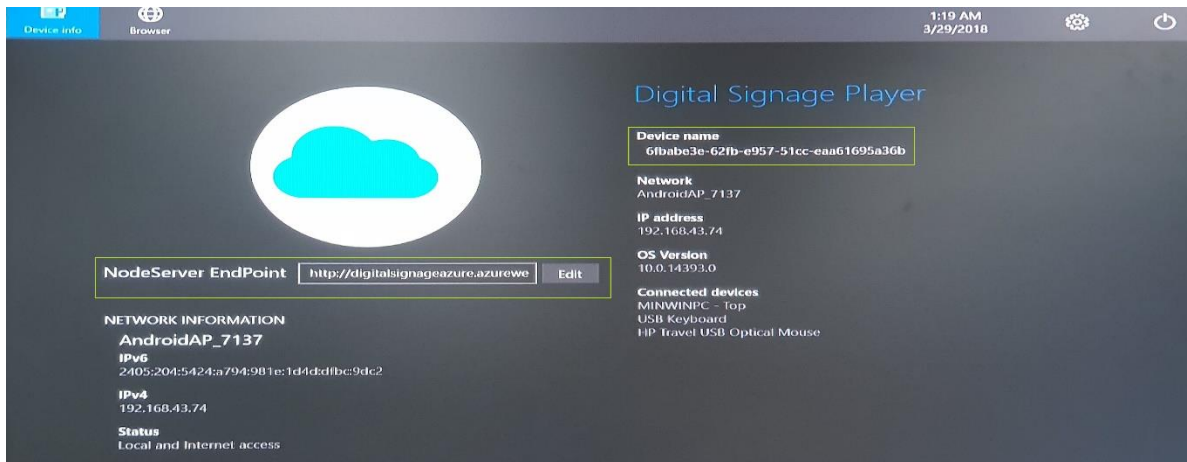 Device info
Browser
1:19 AM
3/29/2018
Digital Signage Player
Device name
6fbabe3e-62fb-e957-51cc-eaa61695a36b
Network
AndroidAP_7137
IP address
192.168.43.74
OS Version
10.0.14393.0
Connected devices
MINWINPC - Top
USB Keyboard
HP Travel USB Optical Mouse
NodeServer EndPoint http://digitalsignageazure.azurewe Edit
NETWORK INFORMATION
AndroidAP_7137
IPv6
2405:204:5424:a794:981e:1d4d:dfbc:9dc2
IPv4
192.168.43.74
Status
Local and Internet access